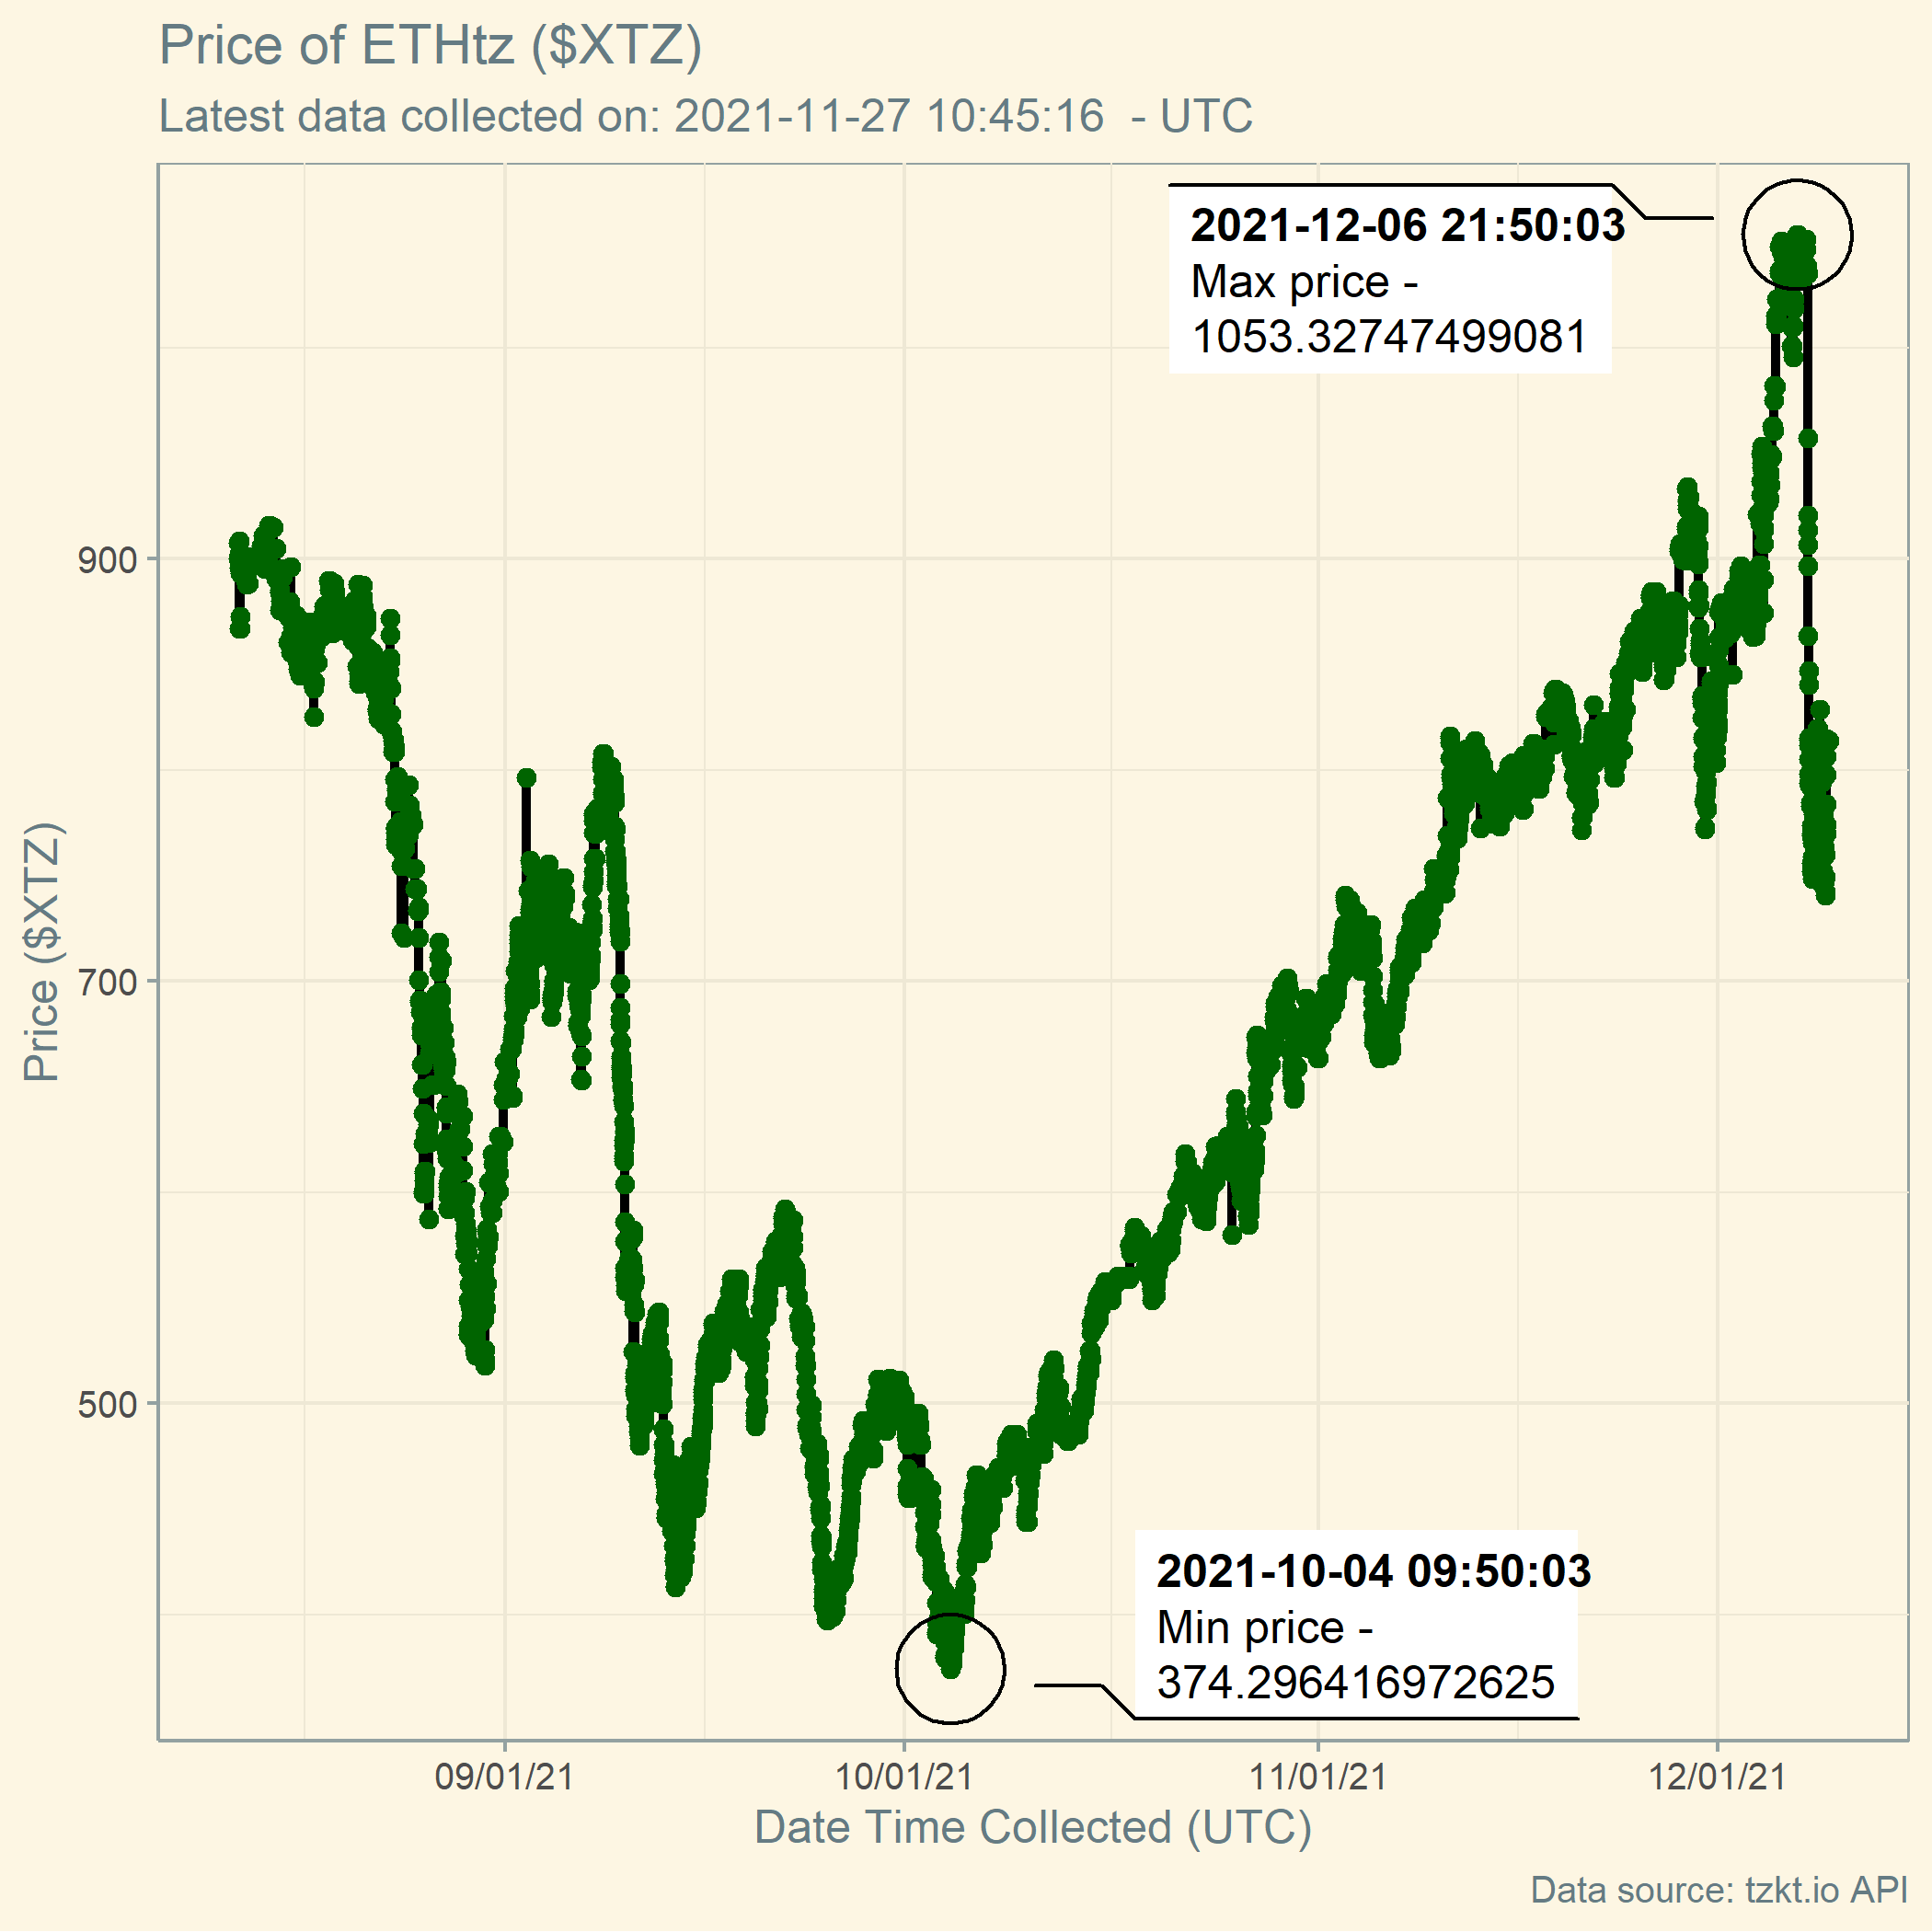 Price of ETHtz ($XTZ)
Latest data collected on: 2021-11-27 10:45:16  - UTC
2021-12-06 21:50:03
Max price -
1053.32747499081
900
700
500
Price ($XTZ)
2021-10-04 09:50:03
Min price -
374.296416972625
09/01/21
10/01/21
11/01/21
12/01/21
Date Time Collected (UTC)
Data source: tzkt.io API